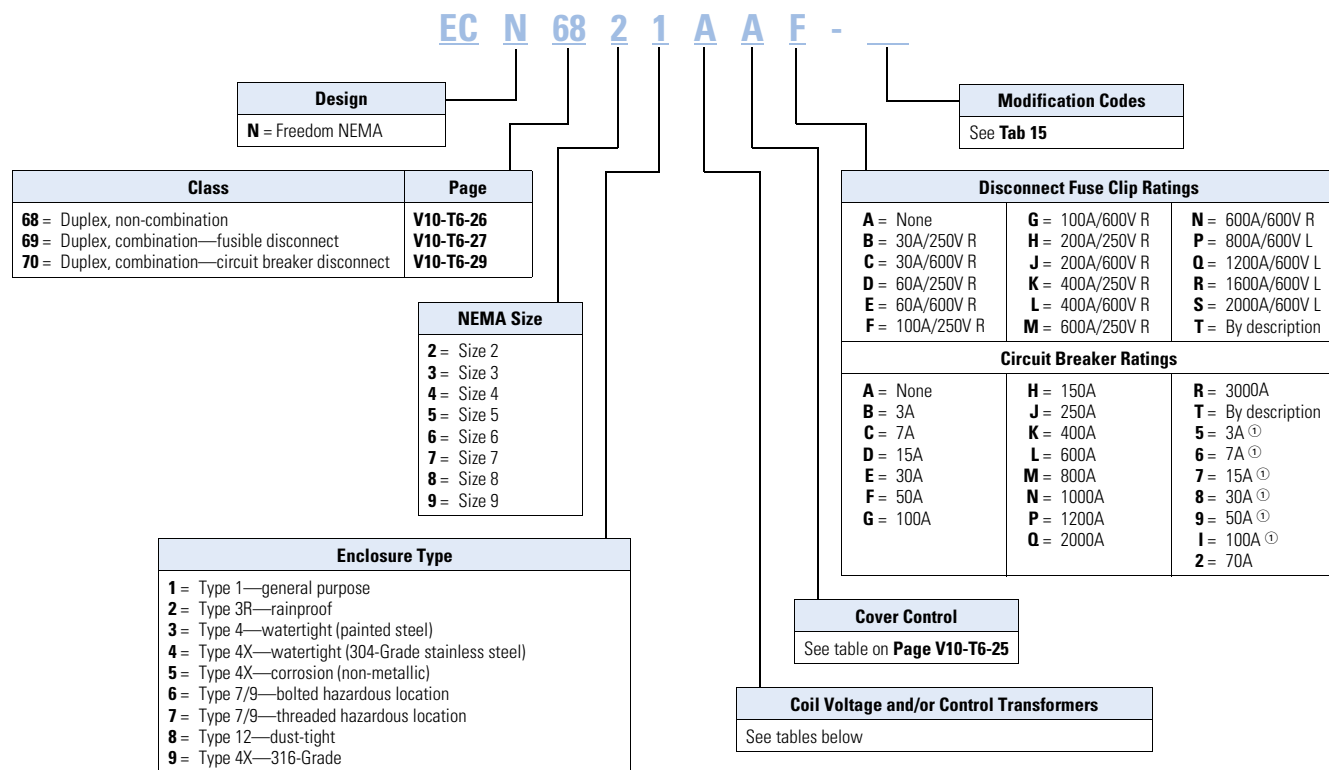 EC N 68 2 1 A A F - __
Design
N = Freedom NEMA
Modification Codes
See Tab 15
Class Page
68 = Duplex, non-combination V10-T6-26
69 = Duplex, combination—fusible disconnect V10-T6-27
70 = Duplex, combination—circuit breaker disconnect V10-T6-29
Disconnect Fuse Clip Ratings
A = None
B = 30A/250V R
C = 30A/600V R
D = 60A/250V R
E = 60A/600V R
F = 100A/250V R
G = 100A/600V R
H = 200A/250V R
J = 200A/600V R
K = 400A/250V R
L = 400A/600V R
M = 600A/250V R
N = 600A/600V R
P = 800A/600V L
Q = 1200A/600V L
R = 1600A/600V L
S = 2000A/600V L
T = By description
Circuit Breaker Ratings
A = None
B = 3A
C = 7A
D = 15A
E = 30A
F = 50A
G = 100A
H = 150A
J = 250A
K = 400A
L = 600A
M = 800A
N = 1000A
P = 1200A
Q = 2000A
R = 3000A
T = By description
5 = 3A ①
6 = 7A ①
7 = 15A ①
8 = 30A ①
9 = 50A ①
I = 100A ①
2 = 70A
NEMA Size
2 = Size 2
3 = Size 3
4 = Size 4
5 = Size 5
6 = Size 6
7 = Size 7
8 = Size 8
9 = Size 9
Enclosure Type
1 = Type 1—general purpose
2 = Type 3R—rainproof
3 = Type 4—watertight (painted steel)
4 = Type 4X—watertight (304-Grade stainless steel)
5 = Type 4X—corrosion (non-metallic)
6 = Type 7/9—bolted hazardous location
7 = Type 7/9—threaded hazardous location
8 = Type 12—dust-tight
9 = Type 4X—316-Grade
Cover Control
See table on Page V10-T6-25
Coil Voltage and/or Control Transformers
See tables below